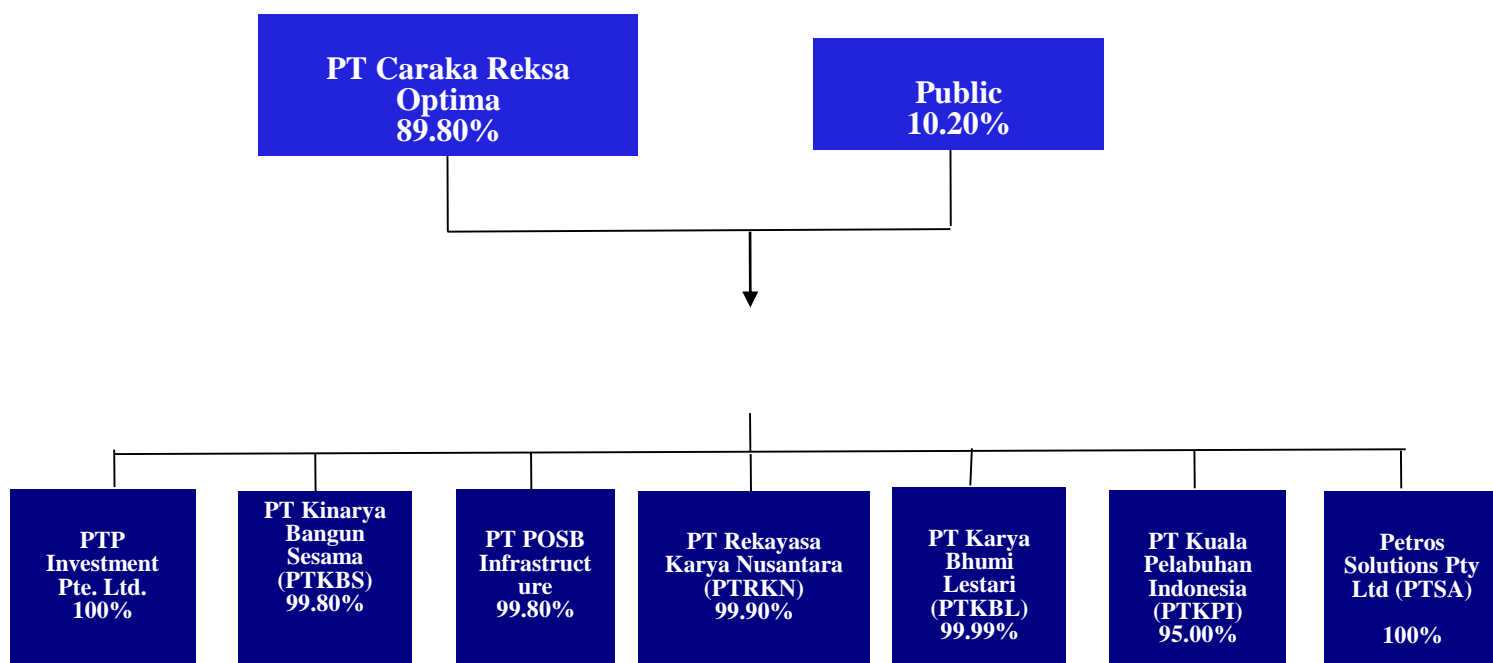 PT Caraka Reksa
Optima
89.80%
Public
10.20%
PTP
Investment
Pte. Ltd.
100%
PT Kinarya
Bangun
Sesama
(PTKBS)
99.80%
PT POSB
Infrastruct
ure
99.80%
PT Rekayasa
Karya Nusantara
(PTRKN)
99.90%
PT Karya
Bhumi
Lestari
(PTKBL)
99.99%
PT Kuala
Pelabuhan
Indonesia
(PTKPI)
95.00%
Petros
Solutions Pty
Ltd (PTSA)
100%